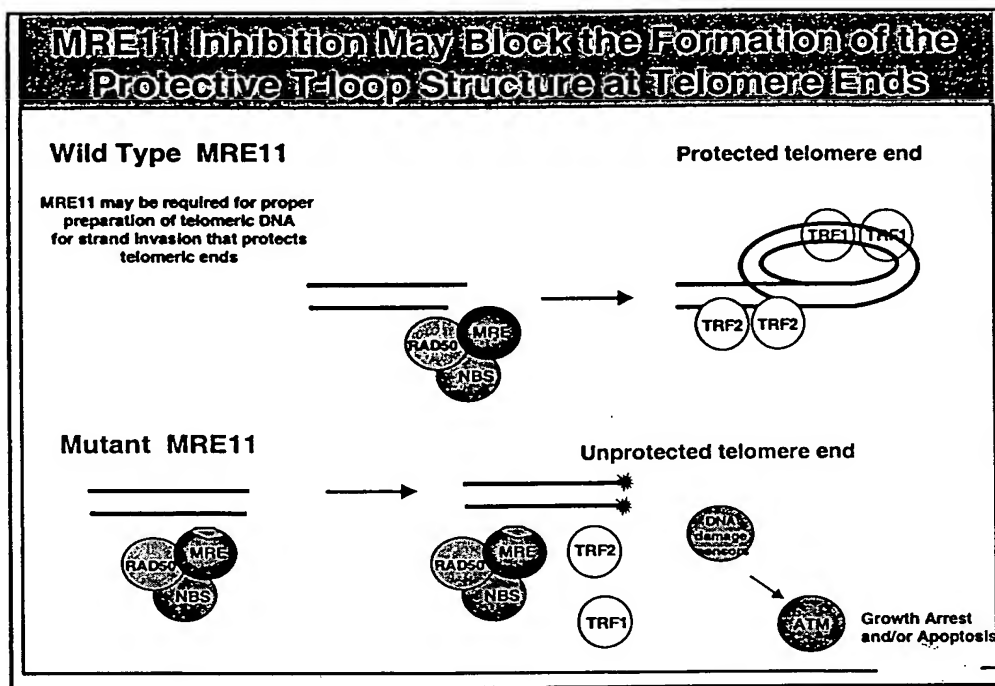 MRE11 Inhibition May Block the Formation of the
Protective T-loop Structure at Telomere Ends
Wild Type MRE11
Protected telomere end
MRE11 may be required for proper
preparation of telomeric DNA
for strand invasion that protects
telomeric ends
TRF1 TRF1
RAD50 MRE
NBS
TRF2 TRF2
Mutant MRE11
Unprotected telomere end
RAD50 MRE
NBS
RAD50 MRE
NBS
TRF2
TRF1
DNA
damage
sensors
ATM
Growth Arrest
and/or Apoptosis